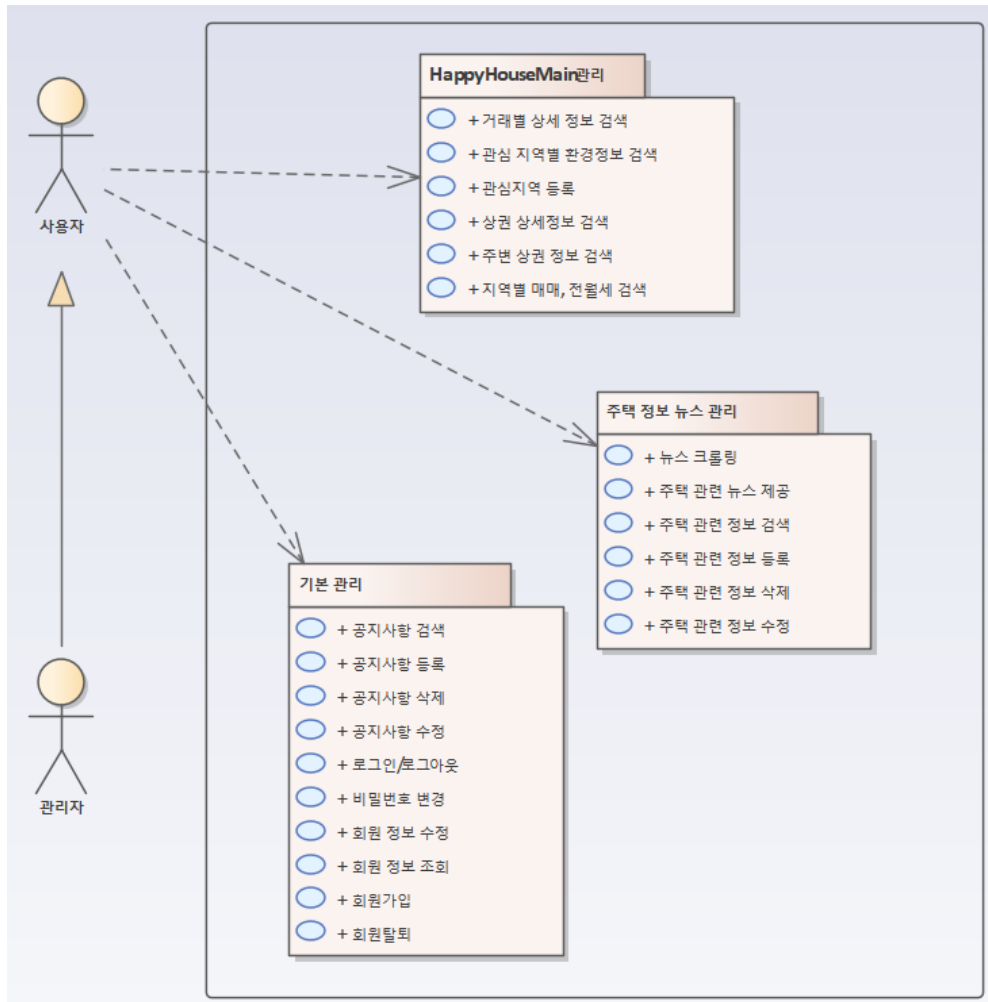 HappyHouseMain관리
+ 거래별 상세 정보 검색
+ 관심 지역별 환경정보 검색
+ 관심지역 등록
+ 상권 상세정보 검색
+ 주변 상권 정보 검색
+ 지역별 매매, 전월세 검색
사용자
주택 정보 뉴스 관리
+ 뉴스 크롤링
+ 주택 관련 뉴스 제공
+ 주택 관련 정보 검색
+ 주택 관련 정보 등록
+ 주택 관련 정보 삭제
+ 주택 관련 정보 수정
기본 관리
+ 공지사항 검색
+ 공지사항 등록
+ 공지사항 삭제
+ 공지사항 수정
+ 로그인/로그아웃
+ 비밀번호 변경
+ 회원 정보 수정
+ 회원 정보 조회
+ 회원가입
+ 회원탈퇴
관리자